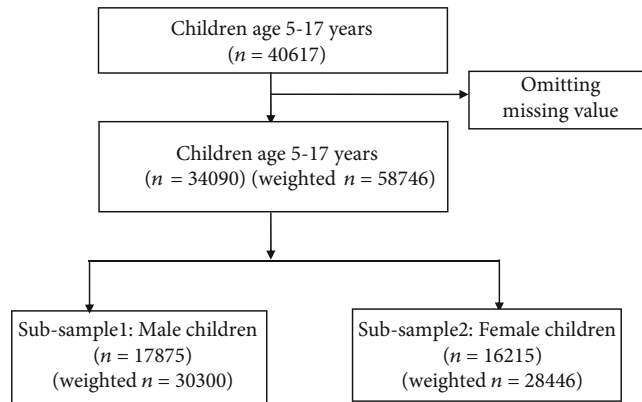 Children age 5-17 years
(n = 40617)
Omitting
missing value
Children age 5-17 years
(n = 34090) (weighted n = 58746)
Sub-sample1: Male children
(n = 17875)
(weighted n = 30300)
Sub-sample2: Female children
(n = 16215)
(weighted n = 28446)